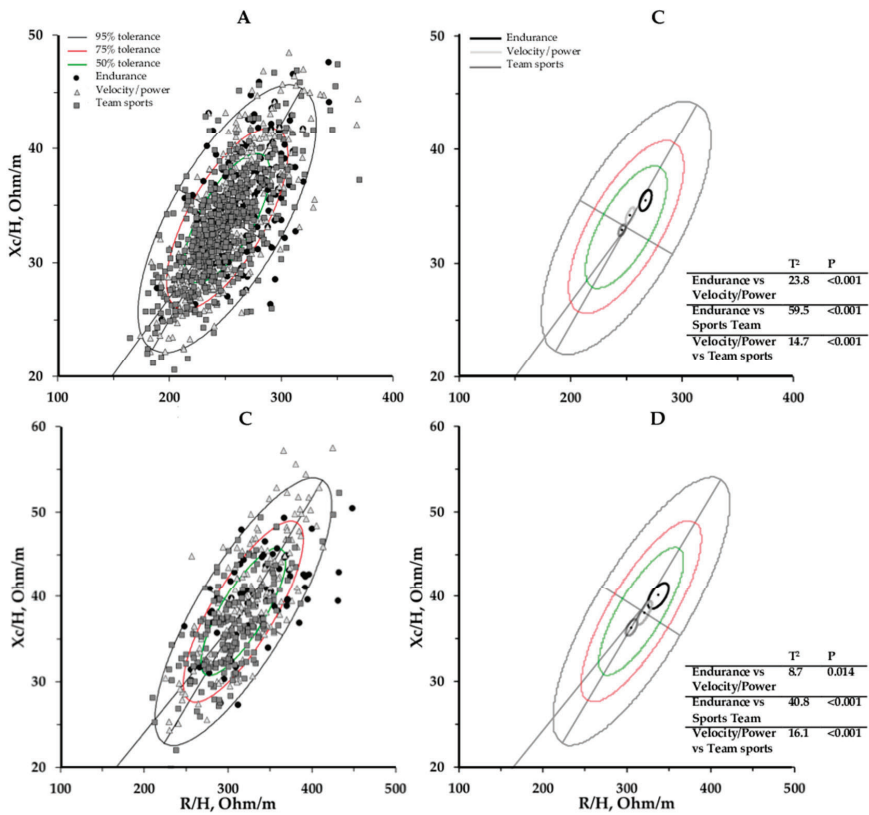 A
50
95% tolerance
75% tolerance
50% tolerance
Endurance
Velocity/power
Team sports
40
Xc/H, Ohm/m
30
20
100
200
300
400
C
50
Endurance
Velocity/power
Team sports
40
Xc/H, Ohm/m
30
T² P
Endurance vs 23.8 <0.001
Velocity/Power
Endurance vs 59.5 <0.001
Sports Team
Velocity/Power 14.7 <0.001
vs Team sports
20
100
200
300
400
C
60
50
Xc/H, Ohm/m
40
30
20
100
200
300
400
500
R/H, Ohm/m
D
60
50
Xc/H, Ohm/m
40
30
T² P
Endurance vs 8.7 0.014
Velocity/Power
Endurance vs 40.8 <0.001
Sports Team
Velocity/Power 16.1 <0.001
vs Team sports
20
100
200
300
400
500
R/H, Ohm/m